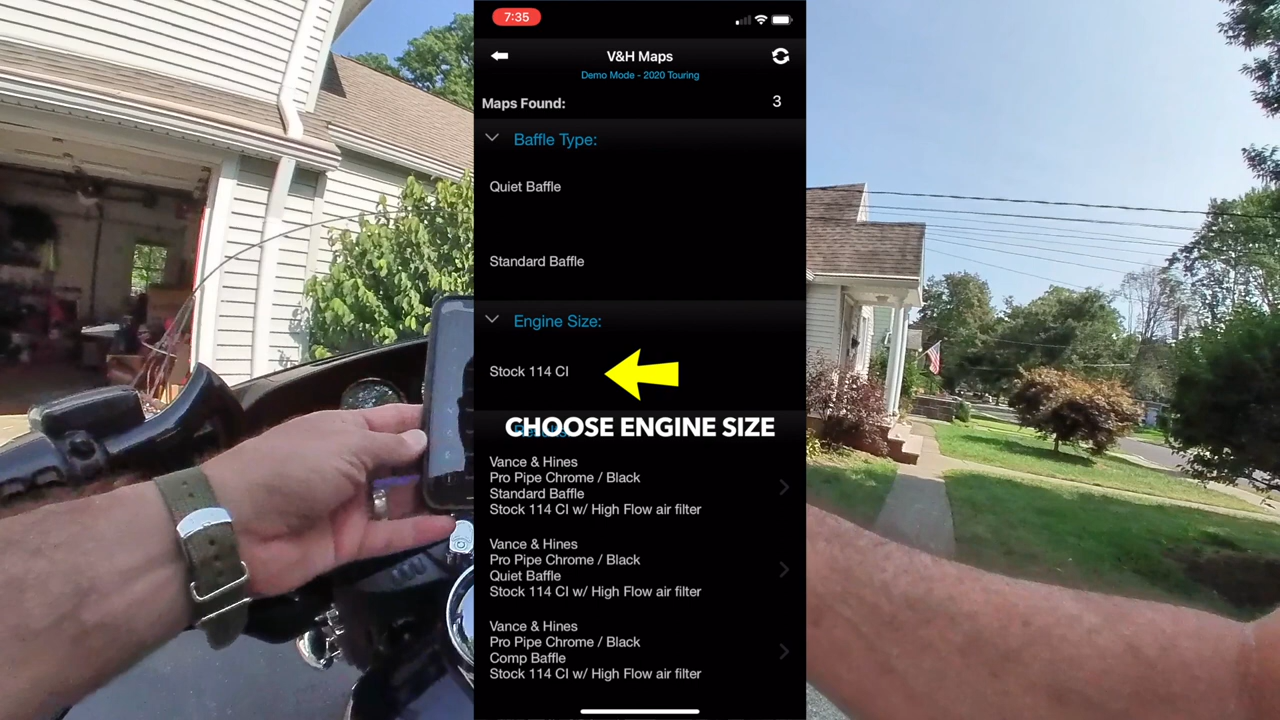 7:35
V&H Maps
Demo Mode - 2020 Touring
Maps Found:
3
Baffle Type:
Quiet Baffle
Standard Baffle
Engine Size:
Stock 114 CI
CHOOSE ENGINE SIZE
Vance & Hines
Pro Pipe Chrome / Black
Standard Baffle
Stock 114 CI w/ High Flow air filter
Vance & Hines
Pro Pipe Chrome / Black
Quiet Baffle
Stock 114 CI w/ High Flow air filter
Vance & Hines
Pro Pipe Chrome / Black
Comp Baffle
Stock 114 CI w/ High Flow air filter